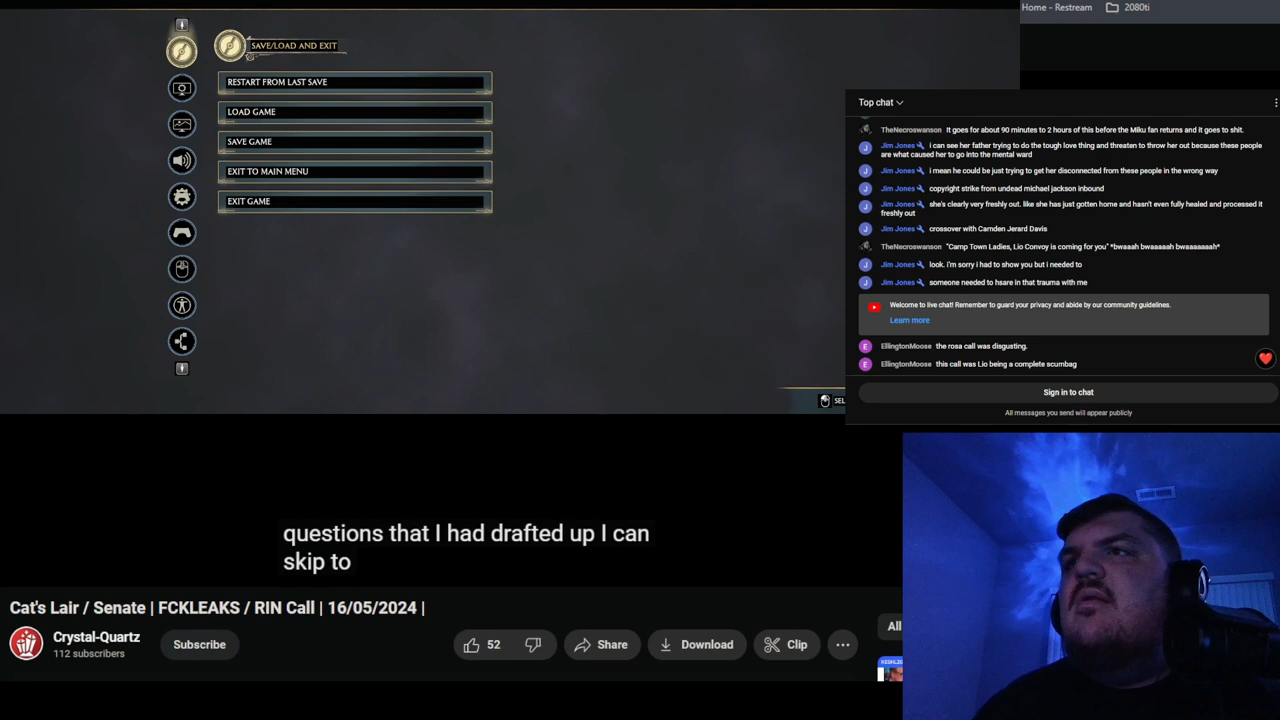 Home - Restream
2080ti
SAVE/LOAD AND EXIT
RESTART FROM LAST SAVE
LOAD GAME
SAVE GAME
EXIT TO MAIN MENU
EXIT GAME
SEL
Top chat
TheNecroswanson It goes for about 90 minutes to 2 hours of this before the Miku fan returns and it goes to shit.
J Jim Jones i can see her father trying to do the tough love thing and threaten to throw her out because these people
are what caused her to go into the mental ward
J Jim Jones i mean he could be just trying to get her disconnected from these people in the wrong way
J Jim Jones copyright strike from undead michael jackson inbound
J Jim Jones she's clearly very freshly out. like she has just gotten home and hasn't even fully healed and processed it
freshly out
J Jim Jones crossover with Camden Jerard Davis
TheNecroswanson "Camp Town Ladies, Lio Convoy is coming for you" *bwaaah bwaaaaah bwaaaaaaah*
J Jim Jones look. i'm sorry i had to show you but i needed to
J Jim Jones someone needed to hsare in that trauma with me
Welcome to live chat! Remember to guard your privacy and abide by our community guidelines.
Learn more
E EllingtonMoose the rosa call was disgusting.
E EllingtonMoose this call was Lio being a complete scumbag
Sign in to chat
All messages you send will appear publicly
questions that I had drafted up I can
skip to
Cat's Lair / Senate | FCKLEAKS / RIN Call | 16/05/2024 |
Crystal-Quartz
112 subscribers
Subscribe
52
Share
Download
Clip
All
HIGHLIG